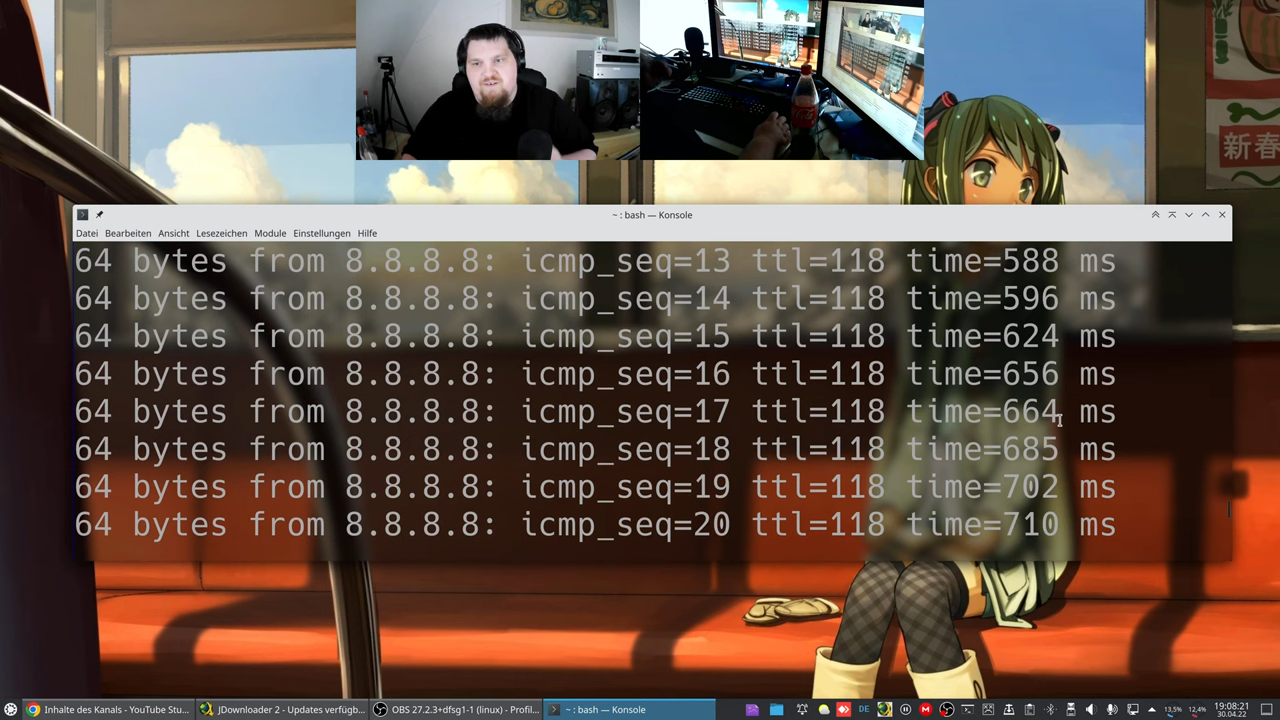 新春
~ : bash — Konsole
Datei Bearbeiten Ansicht Lesezeichen Module Einstellungen Hilfe
64 bytes from 8.8.8.8: icmp_seq=13 ttl=118 time=588 ms
64 bytes from 8.8.8.8: icmp_seq=14 ttl=118 time=596 ms
64 bytes from 8.8.8.8: icmp_seq=15 ttl=118 time=624 ms
64 bytes from 8.8.8.8: icmp_seq=16 ttl=118 time=656 ms
64 bytes from 8.8.8.8: icmp_seq=17 ttl=118 time=664 ms
64 bytes from 8.8.8.8: icmp_seq=18 ttl=118 time=685 ms
64 bytes from 8.8.8.8: icmp_seq=19 ttl=118 time=702 ms
64 bytes from 8.8.8.8: icmp_seq=20 ttl=118 time=710 ms
Inhalte des Kanals - YouTube Stu... JDownloader 2 - Updates verfügb... OBS 27.2.3+dfsg1-1 (linux) - Profil... ~ : bash — Konsole DE 13,5% 12,4% 19:08:21
30.04.22